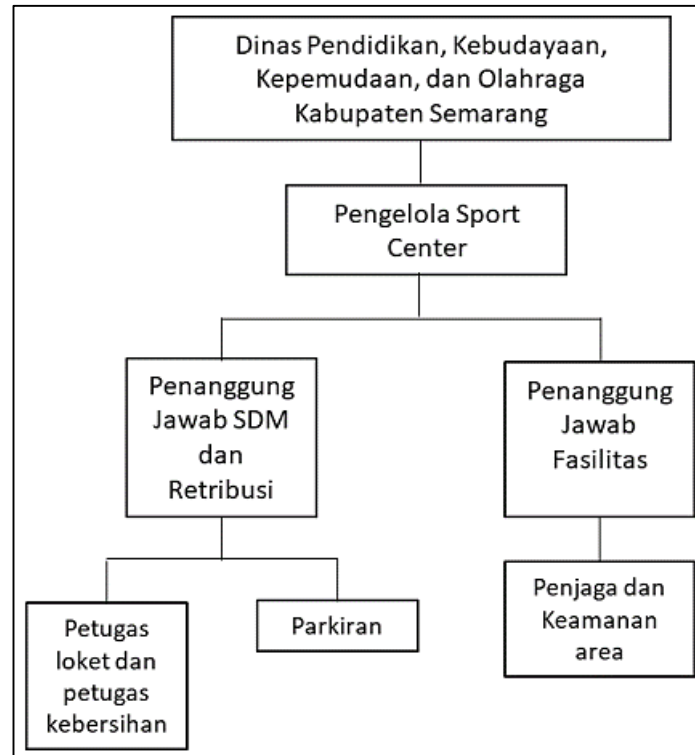 Dinas Pendidikan, Kebudayaan,
Kepemudaan, dan Olahraga
Kabupaten Semarang
Pengelola Sport
Center
Penanggung
Jawab SDM
dan
Retribusi
Penanggung
Jawab
Fasilitas
Petugas
loket dan
petugas
kebersihan
Parkiran
Penjaga dan
Keamanan
area